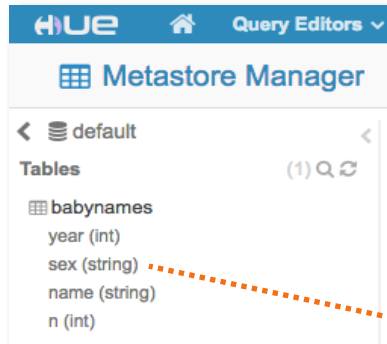 HUE Query Editors
Metastore Manager
default
Tables (1)
babynames
year (int)
sex (string)
name (string)
n (int)